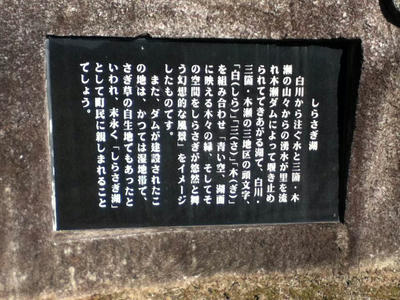 しらさぎ湖
白川から注ぐ水と三箇・木
瀬の山々からの湧水が里を流
れ木瀬ダムによって堰き止め
られてできあがる湖で、白川・
三箇・木瀬の三地区の頭文字、
「白(しら)」「三(さ)」「木(ぎ)」
を組み合わせ、青い空、湖面
に映える木々の緑、そしてそ
の空間をしらさぎが悠然と舞
う幻想的な風景」をイメージ
したものです。
また、ダムが建設されたこ
の地は、かつては湿地帯で、
さぎ草の自生地でもあったと
いわれ、末永く「しらさぎ湖」
として町民に親しまれること
でしょう。